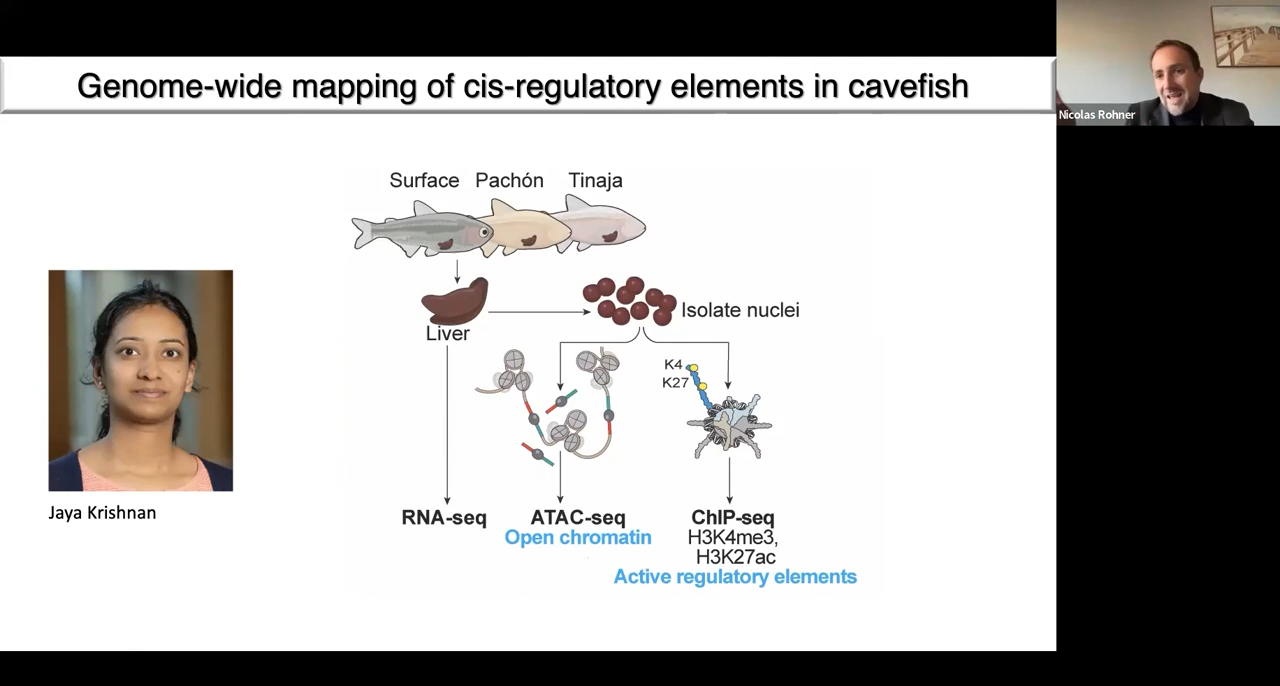 Genome-wide mapping of cis-regulatory elements in cavefish
Nicolas Rohner
Surface Pachón Tinaja
Liver
Isolate nuclei
K4
K27
Jaya Krishnan
RNA-seq
ATAC-seq
Open chromatin
ChIP-seq
H3K4me3,
H3K27ac
Active regulatory elements